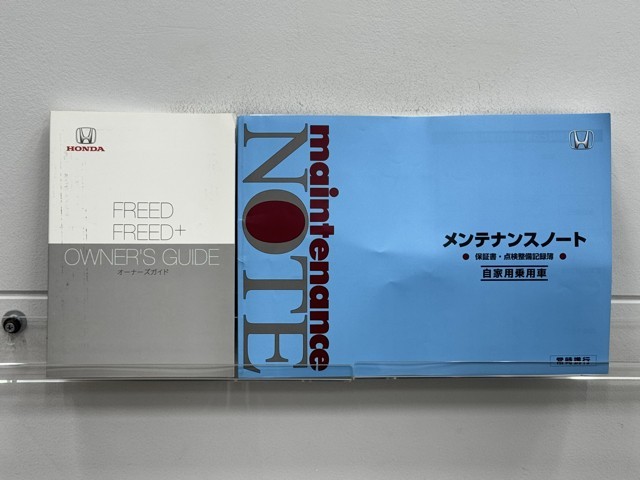 HONDA
FREED
FREED+
OWNER'S GUIDE
オーナーズガイド
maintenance
NOTE
メンテナンスノート
● 保証書・点検整備記録簿 ●
自家用乗用車